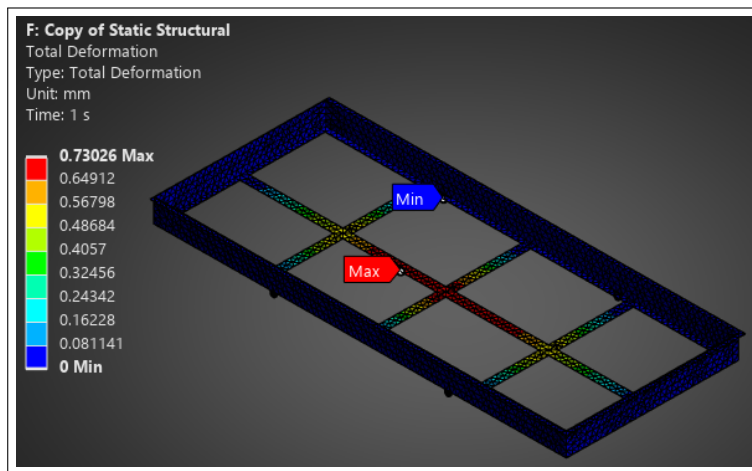 F: Copy of Static Structural
Total Deformation
Type: Total Deformation
Unit: mm
Time: 1 s
0.73026 Max
0.64912
0.56798
0.48684
0.4057
0.32456
0.24342
0.16228
0.081141
0 Min
Min
Max